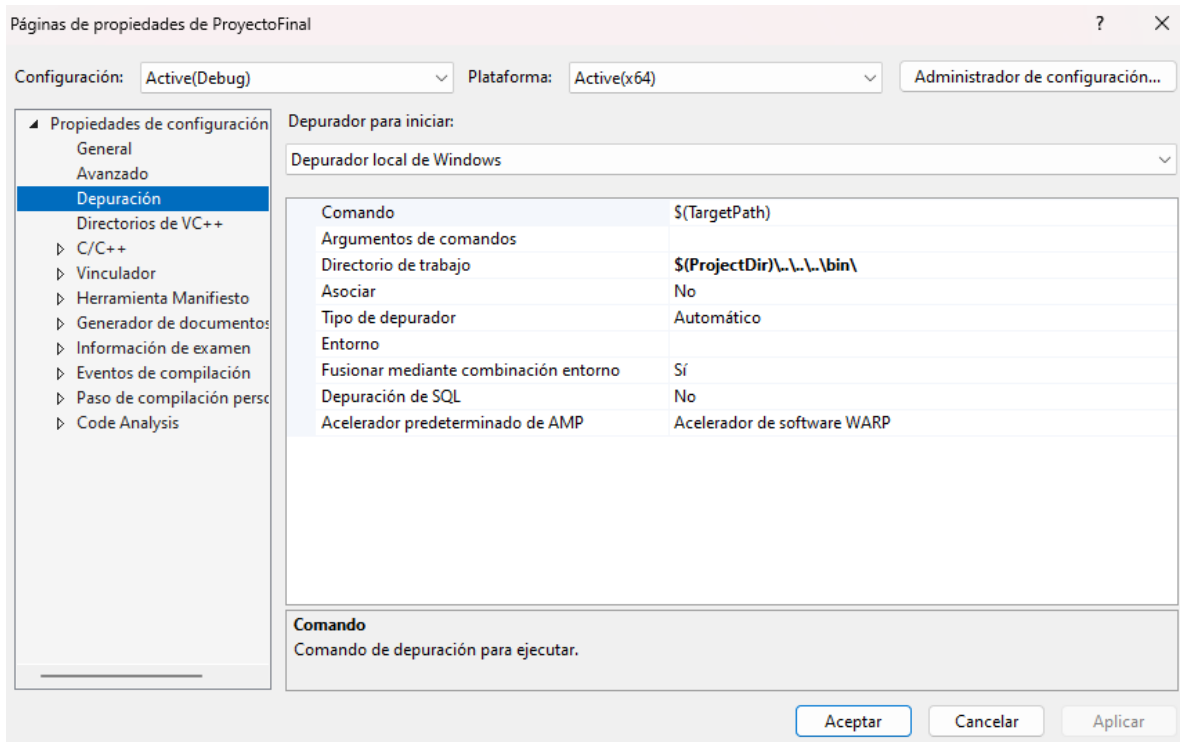 Páginas de propiedades de ProyectoFinal ? X
Configuración: Active(Debug) Plataforma: Active(x64) Administrador de configuración...
Propiedades de configuración
General
Avanzado
Depuración
Directorios de VC++
C/C++
Vinculador
Herramienta Manifiesto
Generador de documentos
Información de examen
Eventos de compilación
Paso de compilación perso
Code Analysis
Depurador para iniciar:
Depurador local de Windows
Comando $(TargetPath)
Argumentos de comandos
Directorio de trabajo $(ProjectDir)\..\..\..\bin\
Asociar No
Tipo de depurador Automático
Entorno
Fusionar mediante combinación entorno Sí
Depuración de SQL No
Acelerador predeterminado de AMP Acelerador de software WARP
Comando
Comando de depuración para ejecutar.
Aceptar Cancelar Aplicar